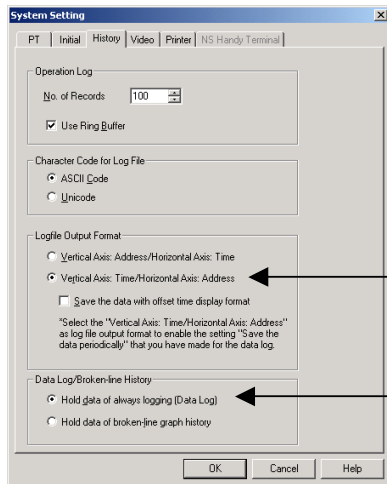 System Setting
PT Initial History Video Printer NS Handy Terminal
Operation Log
No. of Records 100
Use Ring Buffer
Character Code for Log File
ASCII Code
Unicode
Logfile Output Format
Vertical Axis: Address/Horizontal Axis: Time
Vertical Axis: Time/Horizontal Axis: Address
Save the data with offset time display format
"Select the "Vertical Axis: Time/Horizontal Axis: Address"
as log file output format to enable the setting "Save the
data periodically" that you have made for the data log.
Data Log/Broken-line History
Hold data of always logging (Data Log)
Hold data of broken-line graph history
OK Cancel Help